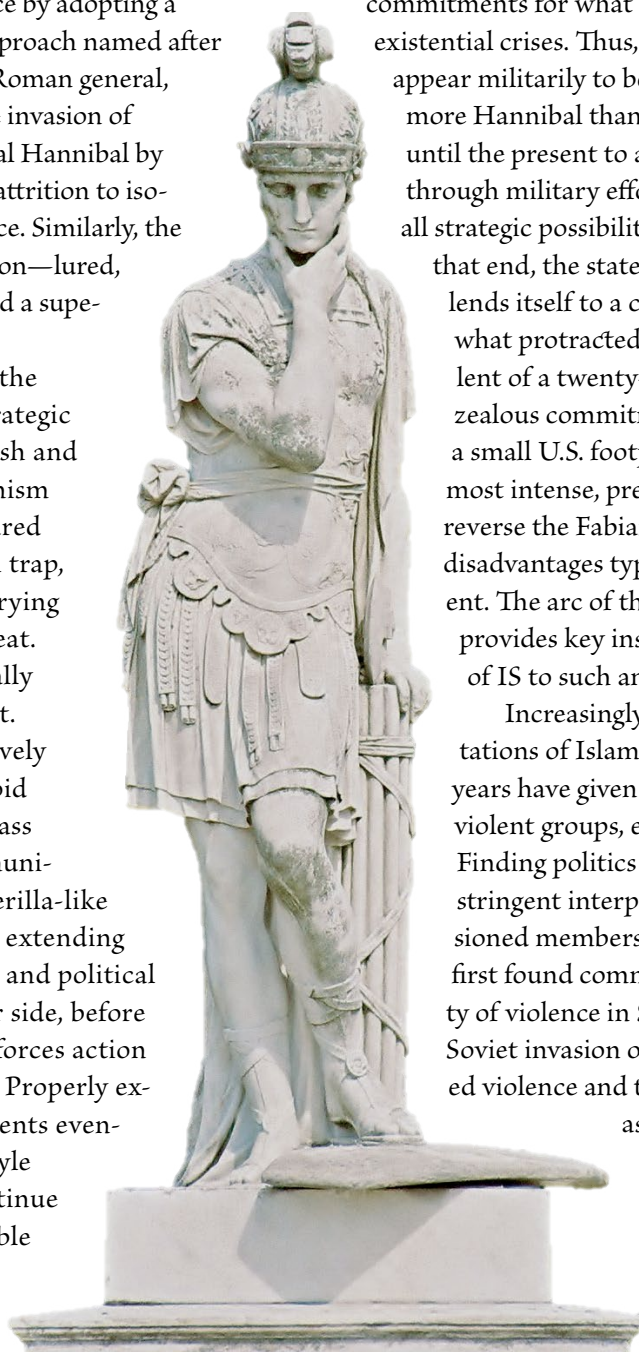 ce by adopting a
proach named after
Roman general,
invasion of
al Hannibal by
attrition to iso-
ce. Similarly, the
on—lured,
d a supe-
the
rategic
sh and
nism
ured
trap,
rying
eat.
ally
t.
vely
oid
ass
uni-
erilla-like
extending
and political
r side, before
forces action
Properly ex-
ents even-
yle
tinue
ble
commitments for what
existential crises. Thus,
appear militarily to be
more Hannibal than
until the present to a
through military effo
all strategic possibilit
that end, the state
lends itself to a c
what protracted
lent of a twenty-
zealous commitm
a small U.S. footp
most intense, pre
reverse the Fabia
disadvantages typ
ent. The arc of th
provides key ins
of IS to such an
Increasingly
tations of Islam
years have given
violent groups, e
Finding politics
stringent interp
sioned members
first found comm
ty of violence in S
Soviet invasion o
ed violence and t
as